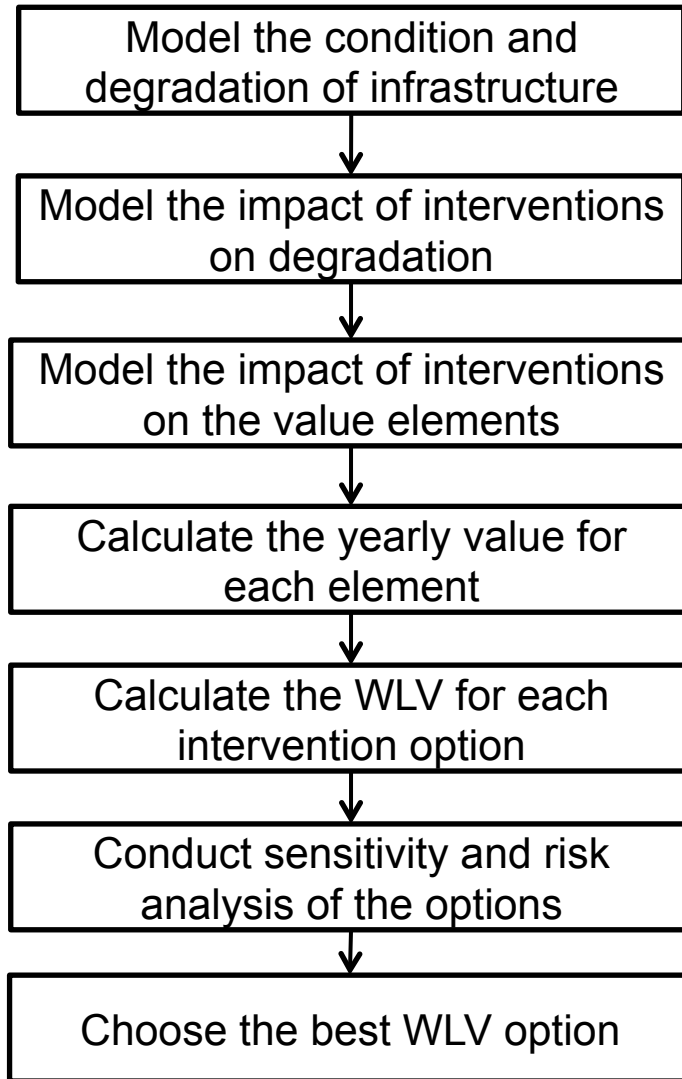 Model the condition and
degradation of infrastructure
Model the impact of interventions
on degradation
Model the impact of interventions
on the value elements
Calculate the yearly value for
each element
Calculate the WLV for each
intervention option
Conduct sensitivity and risk
analysis of the options
Choose the best WLV option